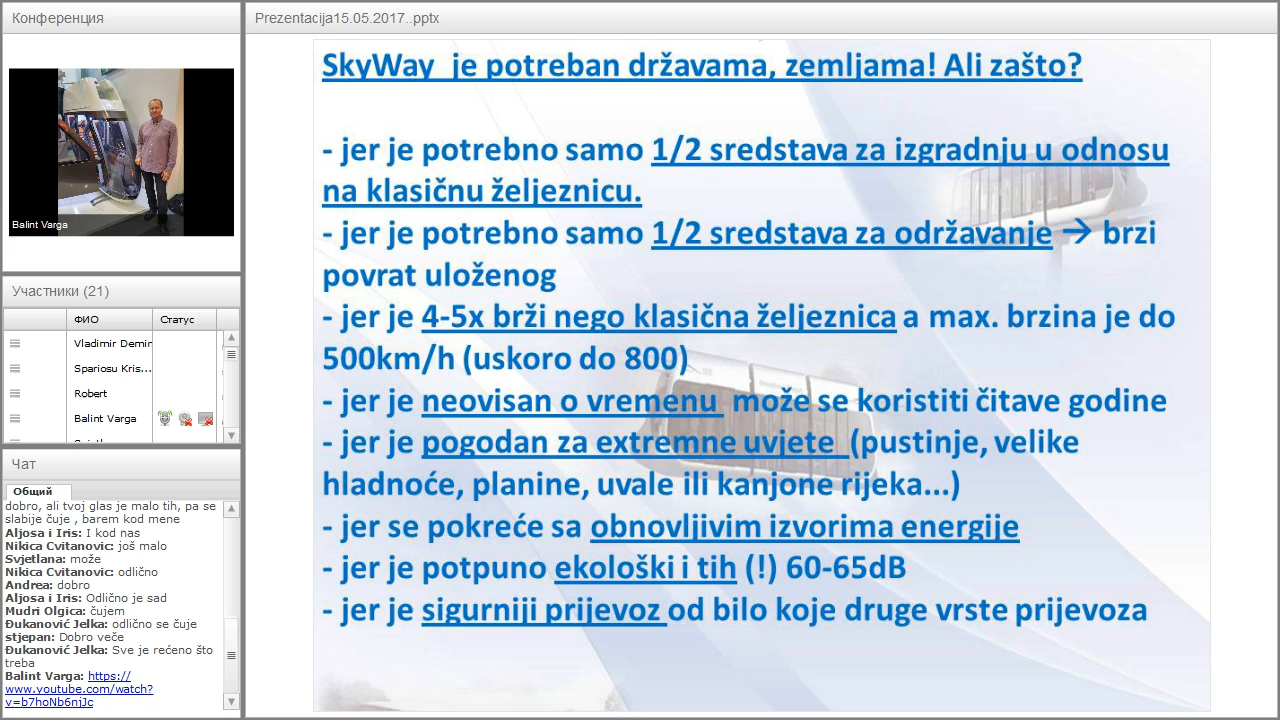 Конференция
Balint Varga
Участники (21)
ФИО Статус
Vladimir Demin
Spariosu Kris...
Robert
Balint Varga
Чат
Общий
dobro, ali tvoj glas je malo tih, pa se
slabije čuje , barem kod mene
Aljosa i Iris: I kod nas
Nikica Cvitanovic: još malo
Svjetlana: može
Nikica Cvitanovic: odlično
Andrea: dobro
Aljosa i Iris: Odlično je sad
Mudri Olgica: čujem
Đukanović Jelka: odlično se čuje
stjepan: Dobro veče
Đukanović Jelka: Sve je rećeno što
treba
Balint Varga: https://
www.youtube.com/watch?
v=b7hoNb6njJc
Prezentacija15.05.2017..pptx
SkyWay je potreban državama, zemljama! Ali zašto?
- jer je potrebno samo 1/2 sredstava za izgradnju u odnosu
na klasičnu željeznicu.
- jer je potrebno samo 1/2 sredstava za održavanje → brzi
povrat uloženog
- jer je 4-5x brži nego klasična željeznica a max. brzina je do
500km/h (uskoro do 800)
- jer je neovisan o vremenu može se koristiti čitave godine
- jer je pogodan za extremne uvjete (pustinje, velike
hladnoće, planine, uvale ili kanjone rijeka...)
- jer se pokreće sa obnovljivim izvorima energije
- jer je potpuno ekološki i tih (!) 60-65dB
- jer je sigurniji prijevoz od bilo koje druge vrste prijevoza